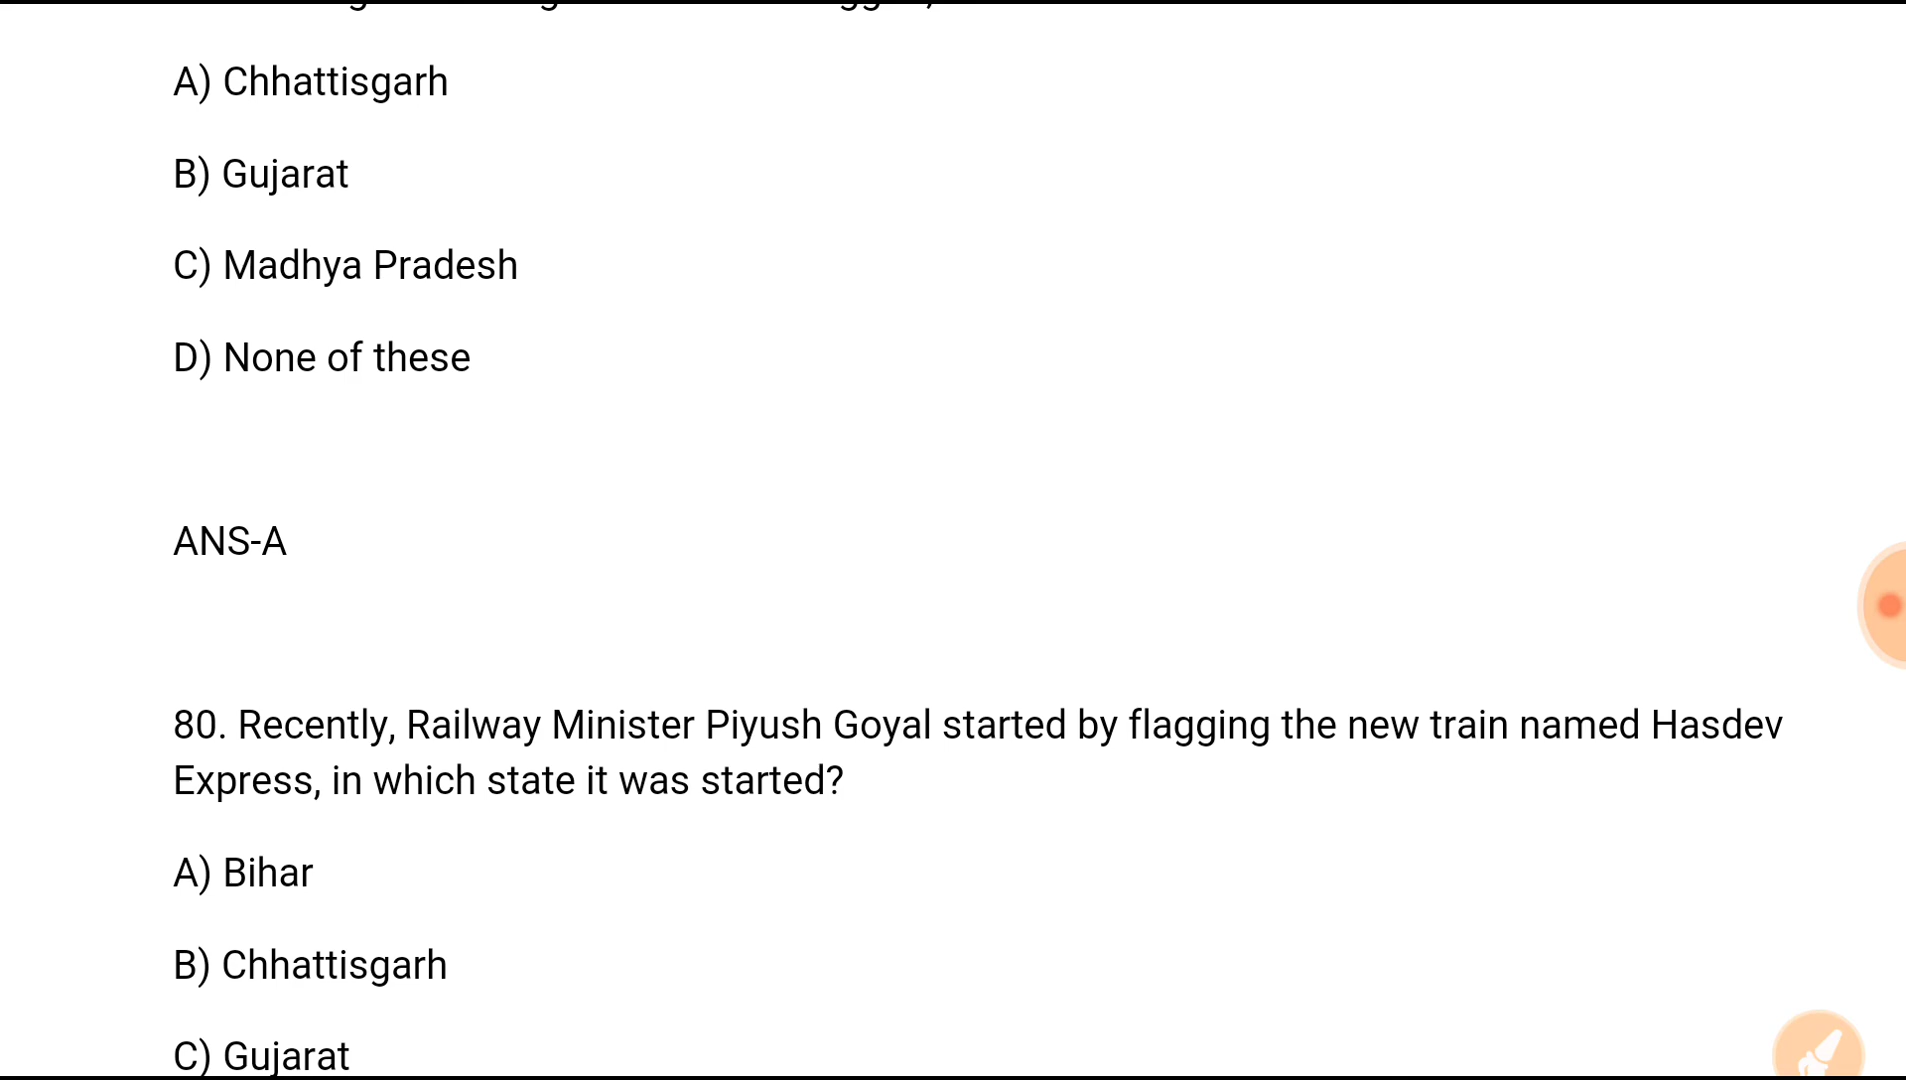 A) Chhattisgarh
B) Gujarat
C) Madhya Pradesh
D) None of these
ANS-A
80. Recently, Railway Minister Piyush Goyal started by flagging the new train named Hasdev
Express, in which state it was started?
A) Bihar
B) Chhattisgarh
C) Gujarat